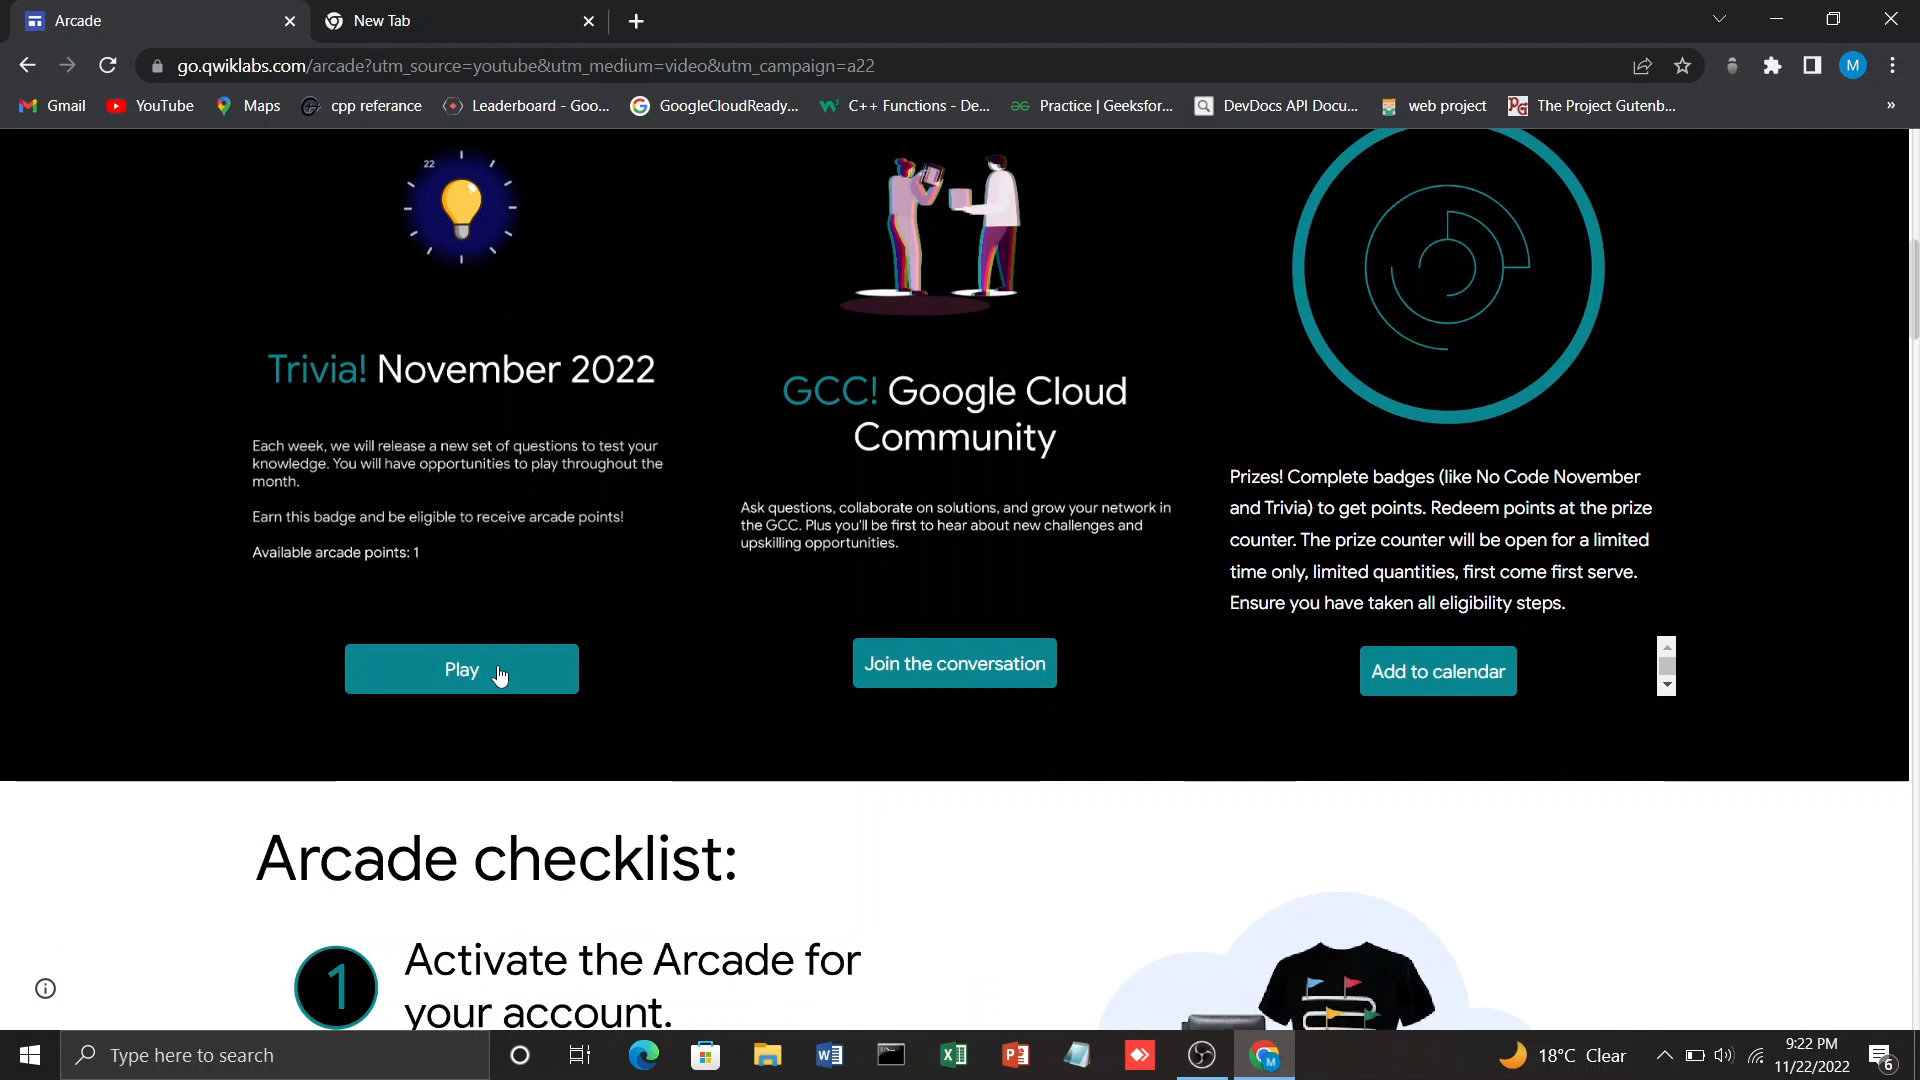 Arcade
New Tab
go.qwiklabs.com/arcade?utm_source=youtube&utm_medium=video&utm_campaign=a22
M
Gmail
YouTube
Maps
cpp referance
Leaderboard - Goo...
GoogleCloudReady...
C++ Functions - De...
Practice | Geeksfor...
DevDocs API Docu...
web project
The Project Gutenb...
»
22
Trivia! November 2022
Each week, we will release a new set of questions to test your
knowledge. You will have opportunities to play throughout the
month.
Earn this badge and be eligible to receive arcade points!
Available arcade points: 1
Play
GCC! Google Cloud
Community
Ask questions, collaborate on solutions, and grow your network in
the GCC. Plus you'll be first to hear about new challenges and
upskilling opportunities.
Join the conversation
Prizes! Complete badges (like No Code November
and Trivia) to get points. Redeem points at the prize
counter. The prize counter will be open for a limited
time only, limited quantities, first come first serve.
Ensure you have taken all eligibility steps.
Add to calendar
Arcade checklist:
1
Activate the Arcade for
your account.
Type here to search
18°C Clear
9:22 PM
11/22/2022
6